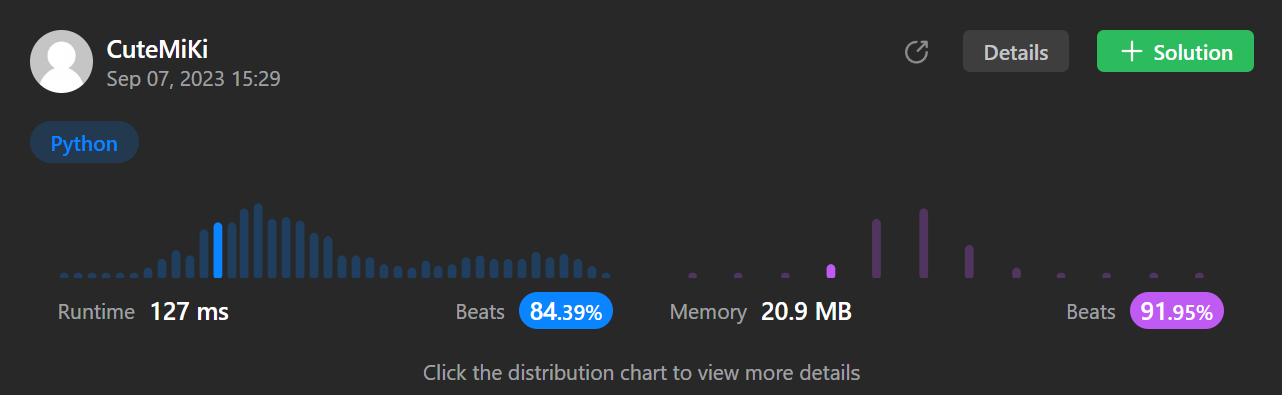 CuteMiKi
Sep 07, 2023 15:29
Details
Solution
Python
Runtime 127 ms Beats 84.39%
Memory 20.9 MB Beats 91.95%
Click the distribution chart to view more details